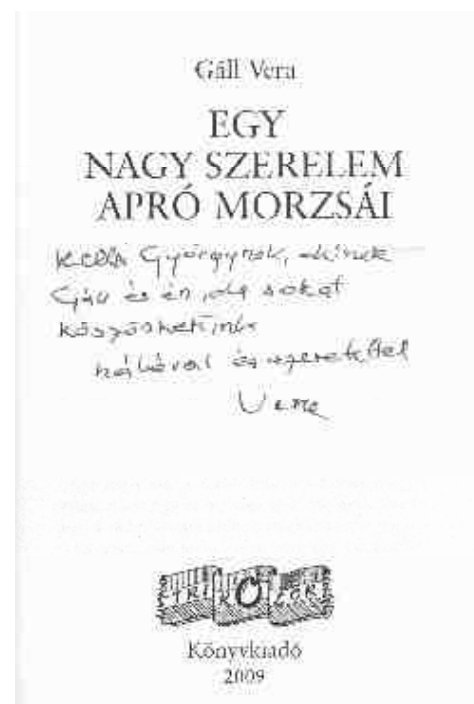 Gáll Vera
EGY
NAGY SZERELEM
APRÓ MORZSÁI
Györgynek, akinek
és én, oly sokat
köszönhetünk
hálával és szeretettel
Vera
Könyvkiadó
2009